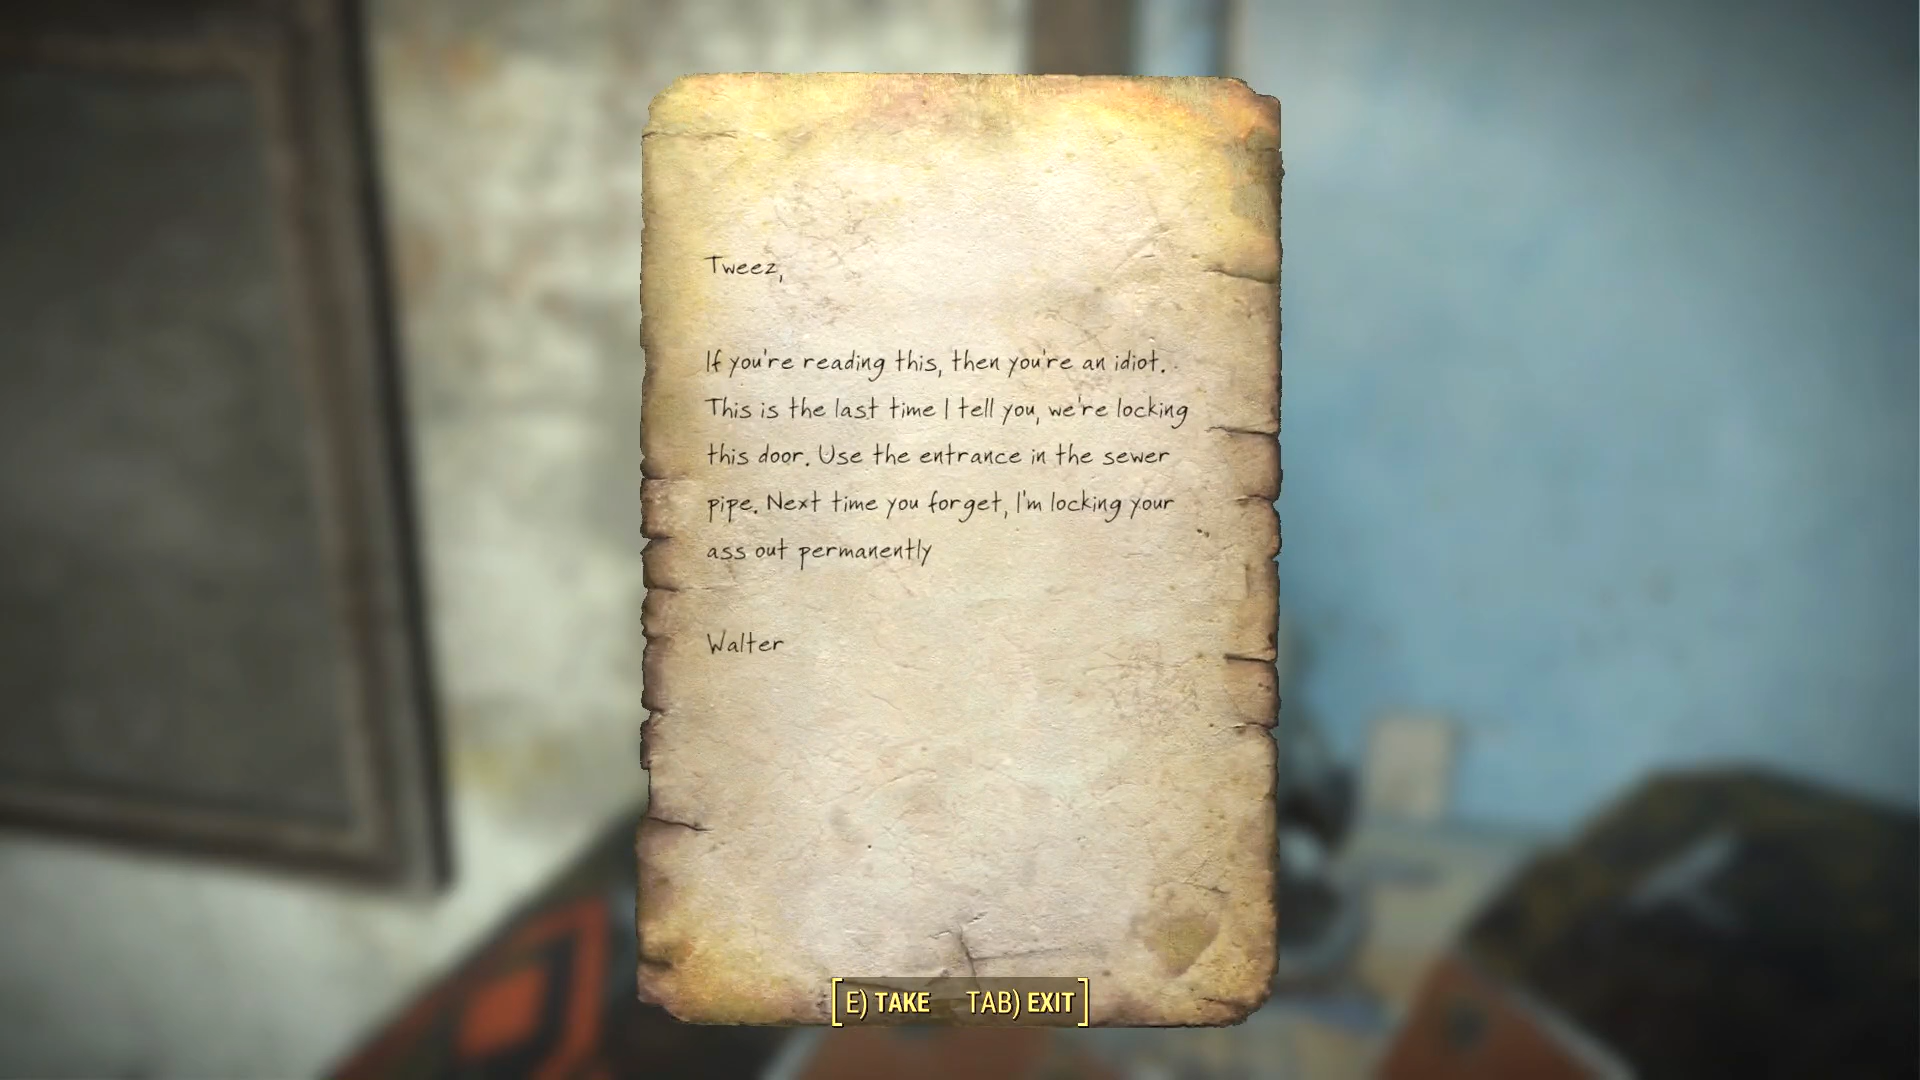 Tweez,
If you're reading this, then you're an idiot.
This is the last time I tell you, we're locking
this door. Use the entrance in the sewer
pipe. Next time you forget, I'm locking your
ass out permanently
Walter
E) TAKE TAB) EXIT